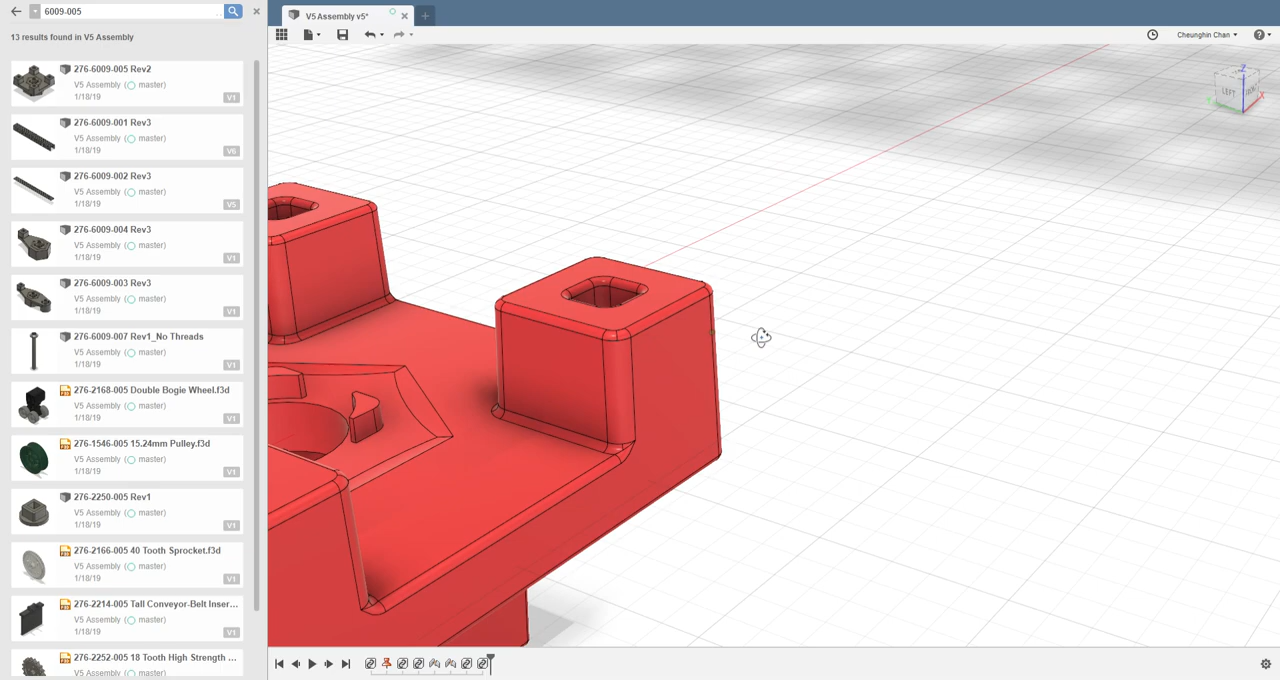 6009-005
V5 Assembly v5*
Cheunghin Chan
13 results found in V5 Assembly
276-6009-005 Rev2
V5 Assembly (master)
1/18/19
V1
276-6009-001 Rev3
V5 Assembly (master)
1/18/19
V6
276-6009-002 Rev3
V5 Assembly (master)
1/18/19
V5
276-6009-004 Rev3
V5 Assembly (master)
1/18/19
V1
276-6009-003 Rev3
V5 Assembly (master)
1/18/19
V1
276-6009-007 Rev1_No Threads
V5 Assembly (master)
1/18/19
V1
276-2168-005 Double Bogie Wheel.f3d
V5 Assembly (master)
1/18/19
V1
276-1546-005 15.24mm Pulley.f3d
V5 Assembly (master)
1/18/19
V1
276-2250-005 Rev1
V5 Assembly (master)
1/18/19
V1
276-2166-005 40 Tooth Sprocket.f3d
V5 Assembly (master)
1/18/19
V1
276-2214-005 Tall Conveyor-Belt Inser...
V5 Assembly (master)
1/18/19
V1
276-2252-005 18 Tooth High Strength ...
V5 Assembly (master)
Z
LEFT
X